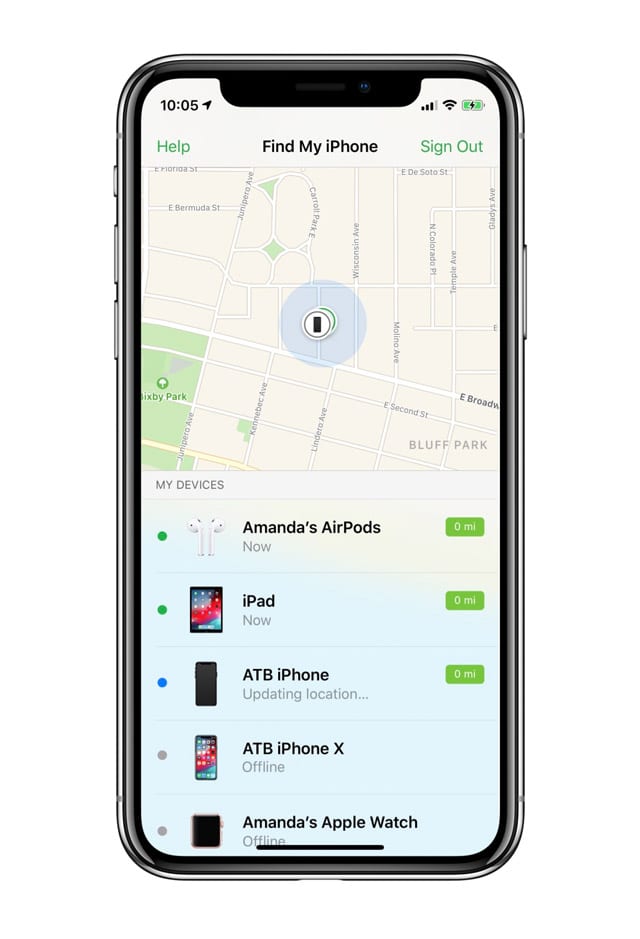 10:05
Help
Find My iPhone
Sign Out
E Florida St
E De Soto St
Junipero Ave
Carroll Park E
Gladys Ave
E Bermuda St
Wisconsin Ave
N Colorado Pl
Temple Ave
Molino Ave
Bixby Park
E Broadw
Kennebec Ave
E Second St
Lindero Ave
Junipero Ave
BLUFF PARK
MY DEVICES
Amanda's AirPods
0 mi
Now
iPad
0 mi
Now
ATB iPhone
0 mi
Updating location...
ATB iPhone X
Offline
Amanda's Apple Watch
Offline